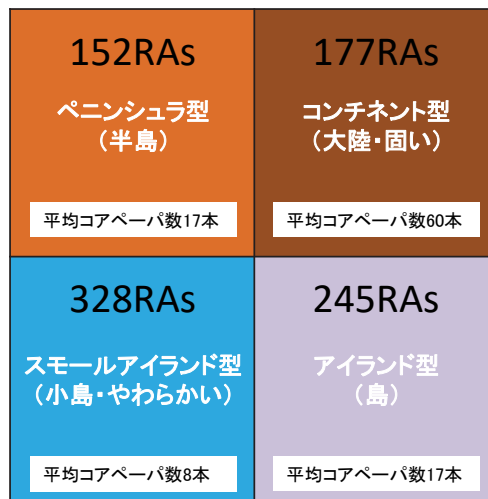 152RAs
ペニンシュラ型
(半島)
平均コアペーパ数17本
177RAs
コンチネント型
(大陸・固い)
平均コアペーパ数60本
328RAs
スモールアイランド型
(小島・やわらかい)
平均コアペーパ数8本
245RAs
アイランド型
(島)
平均コアペーパ数17本